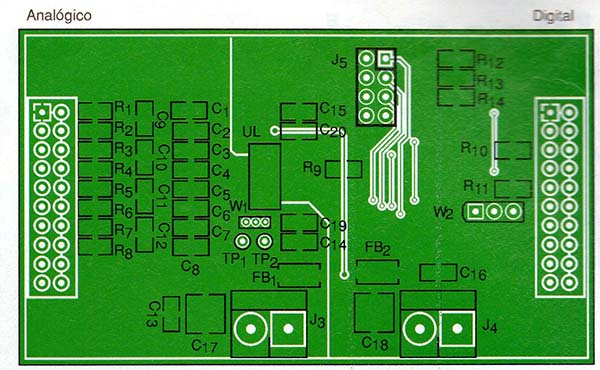 Analógico Digital
J5
R12
R13
R14
R1 C9 C1 C15
R2 C2 UL C20
R3 C3
R4 C10 C4 R9 R10
R5 C5
R6 C11 C6 W1 R11
R7 C7 C19 W2
R8 C12 C14
C8 TP1 TP2 FB1 FB2 C16
C13 C17 J3 C18 J4